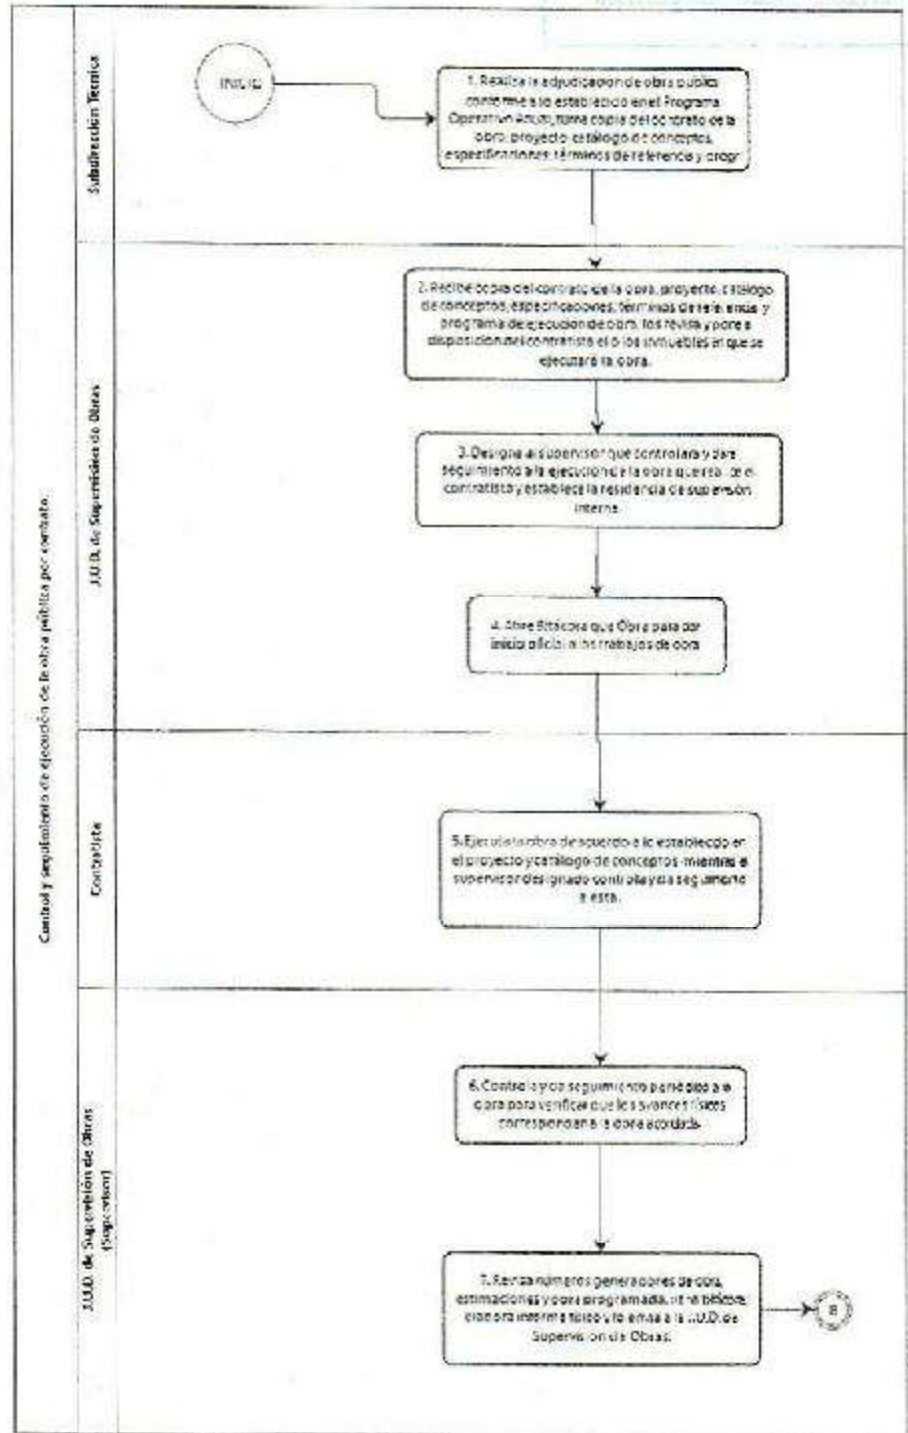 Control y seguimiento de ejecución de la obra pública por contrato.
Subdirección Técnica
INICIO
1. Realiza la adjudicación de obra pública
conforme a lo establecido en el Programa
Operativo Anual, turna copia del contrato de la
obra, proyecto, catálogo de conceptos,
especificaciones, términos de referencia y progr
J.U.D. de Supervisión de Obras
2. Recibe copia del contrato de la obra, proyecto, catálogo
de conceptos, especificaciones, términos de referencia y
programa de ejecución de obra, los revisa y pone a
disposición del contratista el o los inmuebles en que se
ejecutará la obra.
3. Designa al supervisor que controlara y dara
seguimiento a la ejecución de la obra que realice el
contratista y establece la residencia de supervisón
interna.
4. Abre Bitácora que Obra para dar
inicio oficial a los trabajos de obra
Contratista
5. Ejecuta la obra de acuerdo a lo establecido en
el proyecto y catálogo de conceptos mientras el
supervisor designado controla y da seguimiento
a esta.
J.U.D. de Supervisión de Obras
(Supervisor)
6. Controla y da seguimiento periódico a la
obra para verificar que los avances físicos
correspondan a la obra acordada.
7. Revisa números generadores de obra,
estimaciones y obra programada, bitácora,
elabora informe físico y lo envía a la J.U.D. de
Supervisión de Obras.